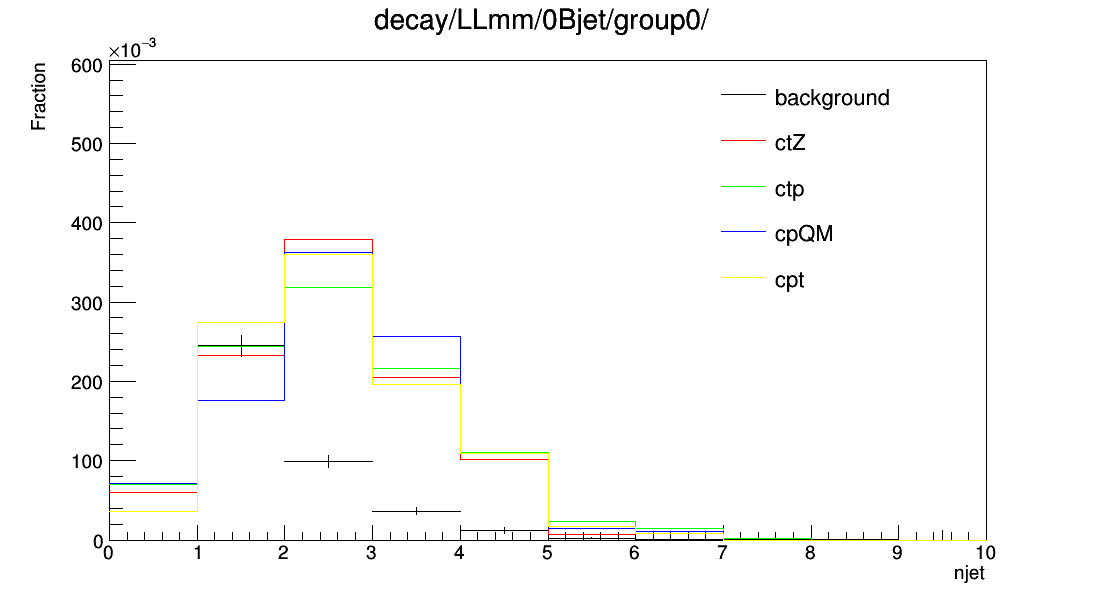 decay/LLmm/0Bjet/group0/
×10⁻³
Fraction
600
500
400
300
200
100
0
background
ctZ
ctp
cpQM
cpt
0 1 2 3 4 5 6 7 8 9 10
njet